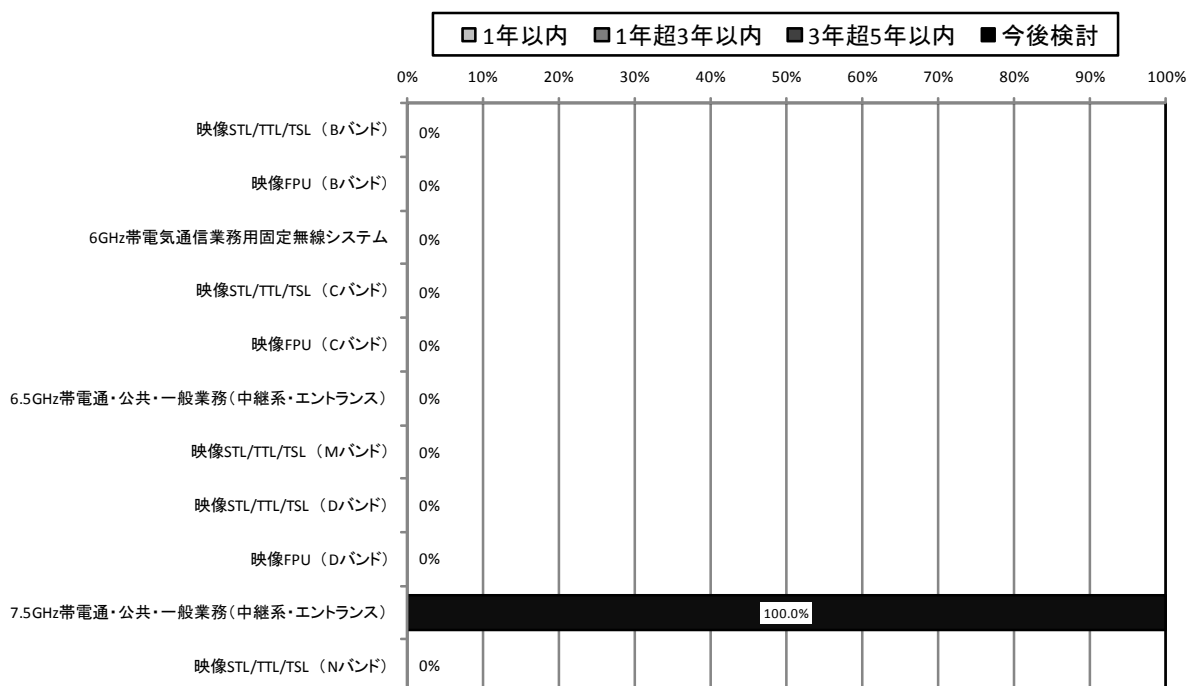 1年以内 1年超3年以内 3年超5年以内 今後検討
0% 10% 20% 30% 40% 50% 60% 70% 80% 90% 100%
映像STL/TTL/TSL（Bバンド） 0%
映像FPU（Bバンド） 0%
6GHz帯電気通信業務用固定無線システム 0%
映像STL/TTL/TSL（Cバンド） 0%
映像FPU（Cバンド） 0%
6.5GHz帯電通・公共・一般業務（中継系・エントランス） 0%
映像STL/TTL/TSL（Mバンド） 0%
映像STL/TTL/TSL（Dバンド） 0%
映像FPU（Dバンド） 0%
7.5GHz帯電通・公共・一般業務（中継系・エントランス） 100.0%
映像STL/TTL/TSL（Nバンド） 0%